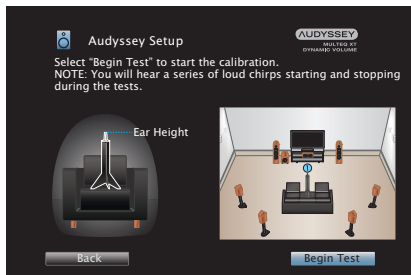 Audyssey Setup
AUDYSSEY
MULTEQ XT
DYNAMIC VOLUME
Select “Begin Test” to start the calibration.
NOTE: You will hear a series of loud chirps starting and stopping
during the tests.
Ear Height
Back
Begin Test